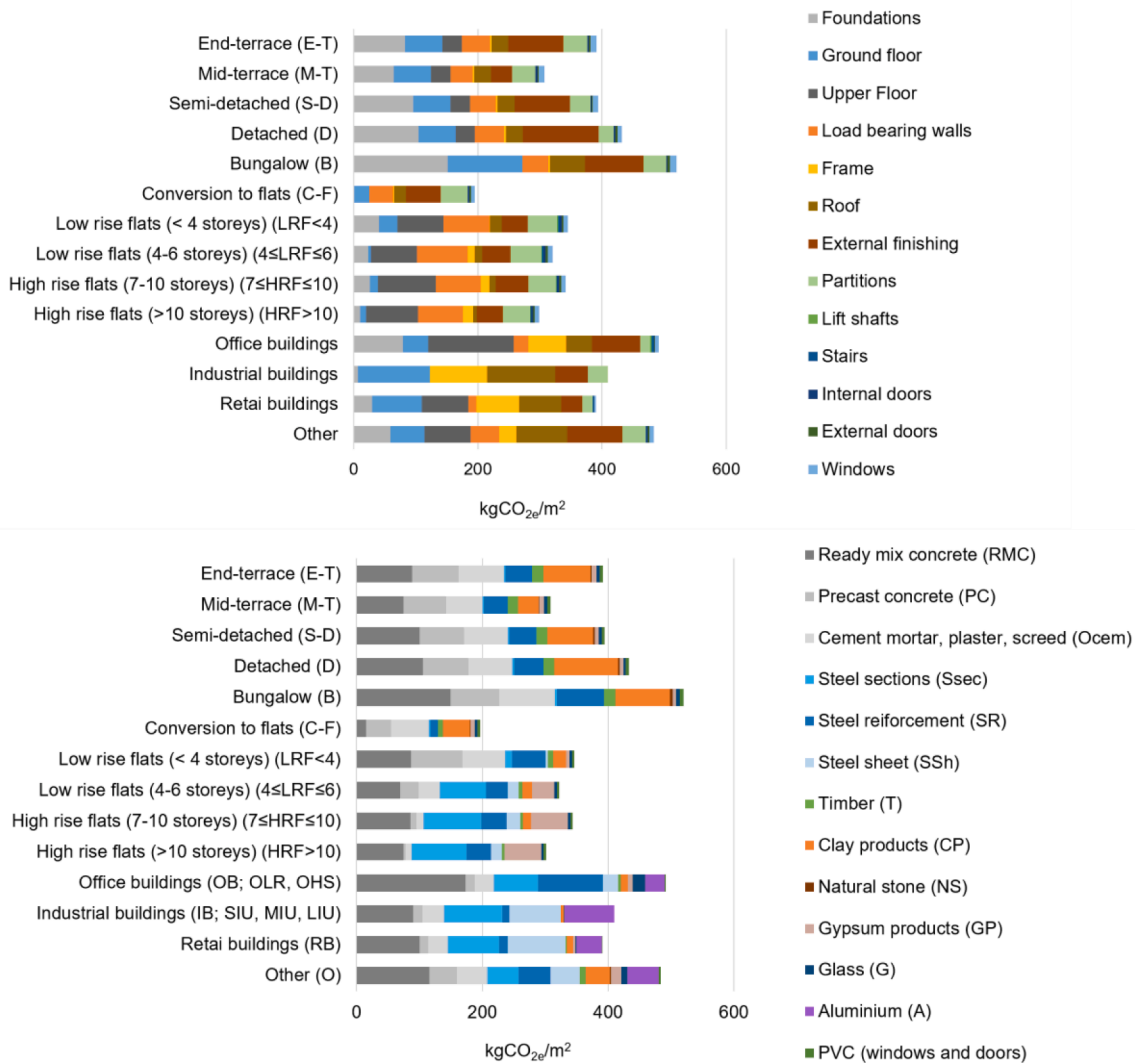 End-terrace (E-T)
Mid-terrace (M-T)
Semi-detached (S-D)
Detached (D)
Bungalow (B)
Conversion to flats (C-F)
Low rise flats (< 4 storeys) (LRF<4)
Low rise flats (4-6 storeys) (4≤LRF≤6)
High rise flats (7-10 storeys) (7≤HRF≤10)
High rise flats (>10 storeys) (HRF>10)
Office buildings
Industrial buildings
Retai buildings
Other
0 200 400 600
kgCO2e/m²
Foundations
Ground floor
Upper Floor
Load bearing walls
Frame
Roof
External finishing
Partitions
Lift shafts
Stairs
Internal doors
External doors
Windows
End-terrace (E-T)
Mid-terrace (M-T)
Semi-detached (S-D)
Detached (D)
Bungalow (B)
Conversion to flats (C-F)
Low rise flats (< 4 storeys) (LRF<4)
Low rise flats (4-6 storeys) (4≤LRF≤6)
High rise flats (7-10 storeys) (7≤HRF≤10)
High rise flats (>10 storeys) (HRF>10)
Office buildings (OB; OLR, OHS)
Industrial buildings (IB; SIU, MIU, LIU)
Retai buildings (RB)
Other (O)
0 200 400 600
kgCO2e/m²
Ready mix concrete (RMC)
Precast concrete (PC)
Cement mortar, plaster, screed (Ocem)
Steel sections (Ssec)
Steel reiforcement (SR)
Steel sheet (SSh)
Timber (T)
Clay products (CP)
Natural stone (NS)
Gypsum products (GP)
Glass (G)
Aluminium (A)
PVC (windows and doors)